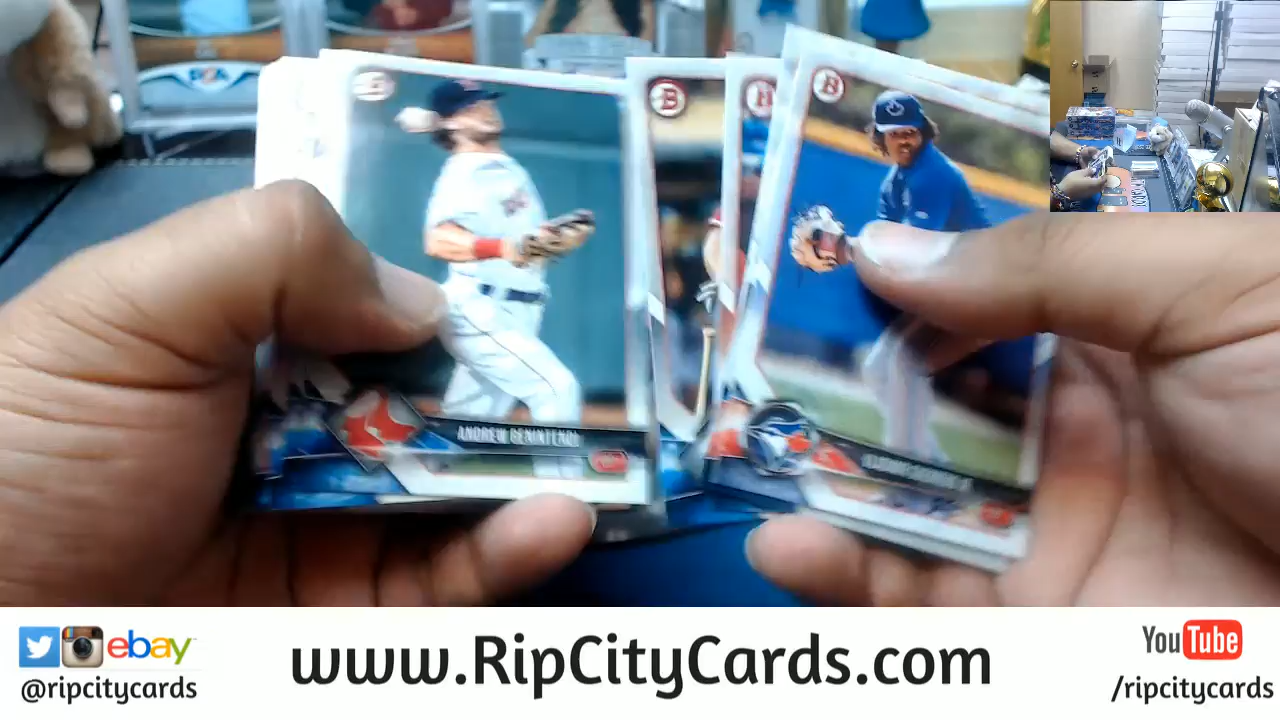 B
B
B
ANDREW BENINTENDI
ebay
@ripcitycards
www.RipCityCards.com
You Tube
/ripcitycards